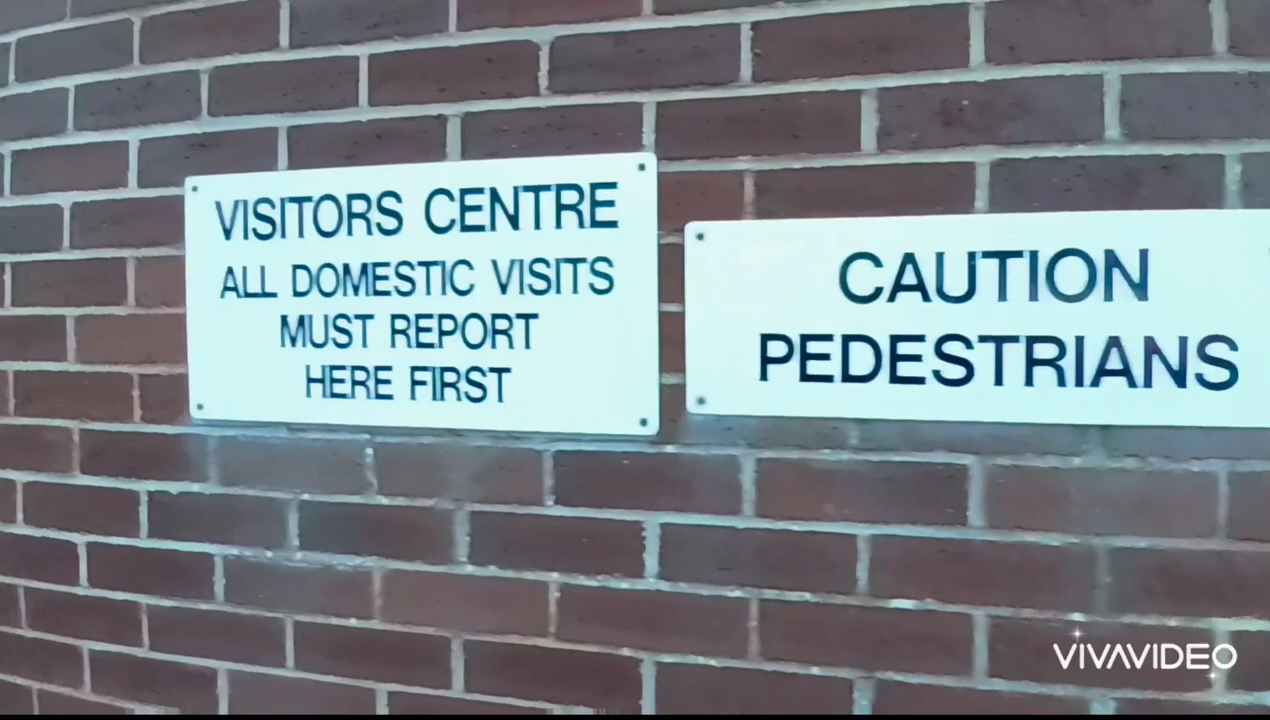 VISITORS CENTRE
ALL DOMESTIC VISITS
MUST REPORT
HERE FIRST
CAUTION
PEDESTRIANS
VIVAVIDEO